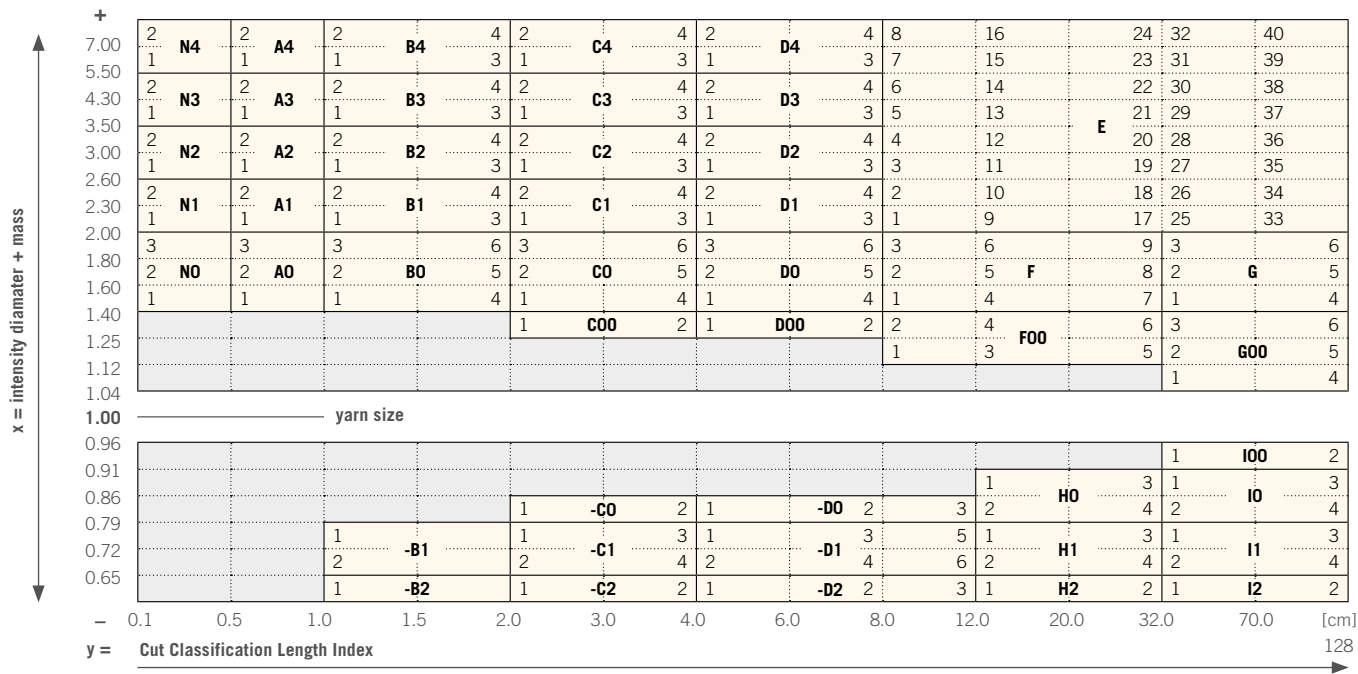 +
2 2 2 4 2 4 2 4 8 16 24 32 40
7.00 N4 A4 B4 C4 D4
1 1 1 3 1 3 1 3 7 15 23 31 39
5.50
2 2 2 4 2 4 2 4 6 14 22 30 38
4.30 N3 A3 B3 C3 D3
1 1 1 3 1 3 1 3 5 13 21 29 37
3.50 E
2 2 2 4 2 4 2 4 4 12 20 28 36
3.00 N2 A2 B2 C2 D2
1 1 1 3 1 3 1 3 3 11 19 27 35
2.60
2 2 2 4 2 4 2 4 2 10 18 26 34
2.30 N1 A1 B1 C1 D1
1 1 1 3 1 3 1 3 1 9 17 25 33
2.00
3 3 3 6 3 6 3 6 3 6 9 3 6
1.80
2 N0 2 A0 2 B0 5 2 C0 5 2 D0 5 2 5 F 8 2 G 5
1.60
1 1 1 4 1 4 1 4 1 4 7 1 4
1.40
1 C00 2 1 D00 2 2 4 6 3 6
1.25 F00
1 3 5 2 G00 5
1.12
1 4
1.04
1.00 yarn size
0.96
1 I00 2
0.91
1 3 1 3
0.86 H0 I0
1 -C0 2 1 -D0 2 3 2 4 2 4
0.79
1 1 3 1 3 5 1 3 1 3
0.72 -B1 -C1 -D1 H1 I1
2 2 4 2 4 6 2 4 2 4
0.65
1 -B2 1 -C2 2 1 -D2 2 3 1 H2 2 1 I2 2
– 0.1 0.5 1.0 1.5 2.0 3.0 4.0 6.0 8.0 12.0 20.0 32.0 70.0 [cm]
128
y = Cut Classification Length Index
x = intensity diamater + mass